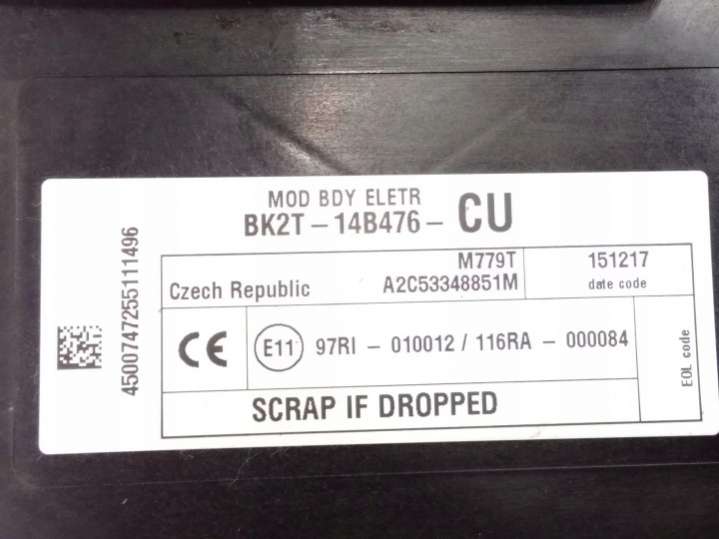 MOD BDY ELETR
BK2T - 14B476 - CU
M779T
Czech Republic A2C53348851M
151217
date code
CE E11 97RI - 010012 / 116RA - 000084
SCRAP IF DROPPED
EOL code
45007472551111496